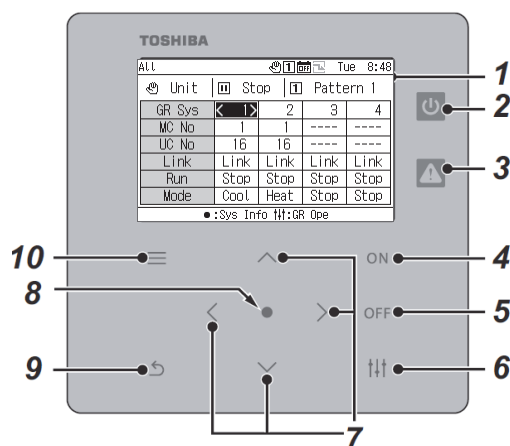 TOSHIBA
All 1 Off Tue 8:48
Unit Stop 1 Pattern 1
GR Sys 1 2 3 4
MC No 1 1 ---- ----
UC No 16 16 ---- ----
Link Link Link Link Link
Run Stop Stop Stop Stop
Mode Cool Heat Stop Stop
● :Sys Info :GR Ope
1
2
3
10
ON
4
8
OFF
5
9
6
7